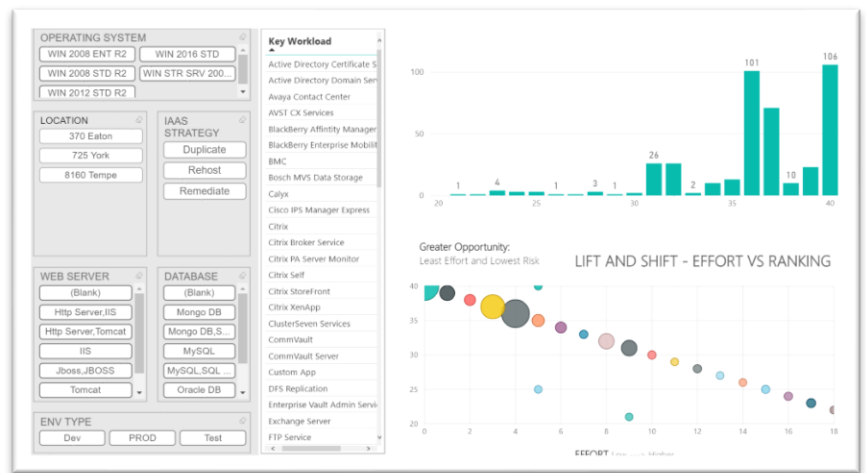 OPERATING SYSTEM
WIN 2008 ENT R2
WIN 2016 STD
WIN 2008 STD R2
WIN STR SRV 200...
WIN 2012 STD R2
LOCATION
370 Eaton
725 York
8160 Tempe
IAAS
STRATEGY
Duplicate
Rehost
Remediate
WEB SERVER
(Blank)
Http Server,IIS
Http Server,Tomcat
IIS
Jboss,JBOSS
Tomcat
DATABASE
(Blank)
Mongo DB
Mongo DB,S...
MySQL
MySQL,SQL ...
Oracle DB
ENV TYPE
Dev
PROD
Test
Key Workload
Active Directory Certificate S
Active Directory Domain Ser
Avaya Contact Center
AVST CX Services
BlackBerry Affintity Manager
BlackBerry Enterprise Mobilit
BMC
Bosch MVS Data Storage
Calyx
Cisco IPS Manager Express
Citrix
Citrix Broker Service
Citrix PA Server Monitor
Citrix Self
Citrix StoreFront
Citrix XenApp
ClusterSeven Services
CommVault
CommVault Server
Custom App
DFS Replication
Enterprise Vault Admin Servi
Exchange Server
FTP Service
100
50
0
1
4
1
3
1
26
2
101
10
106
20
25
30
35
40
Greater Opportunity:
Least Effort and Lowest Risk
LIFT AND SHIFT - EFFORT VS RANKING
40
35
30
25
20
0
2
4
6
8
10
12
14
16
18
EFFORT